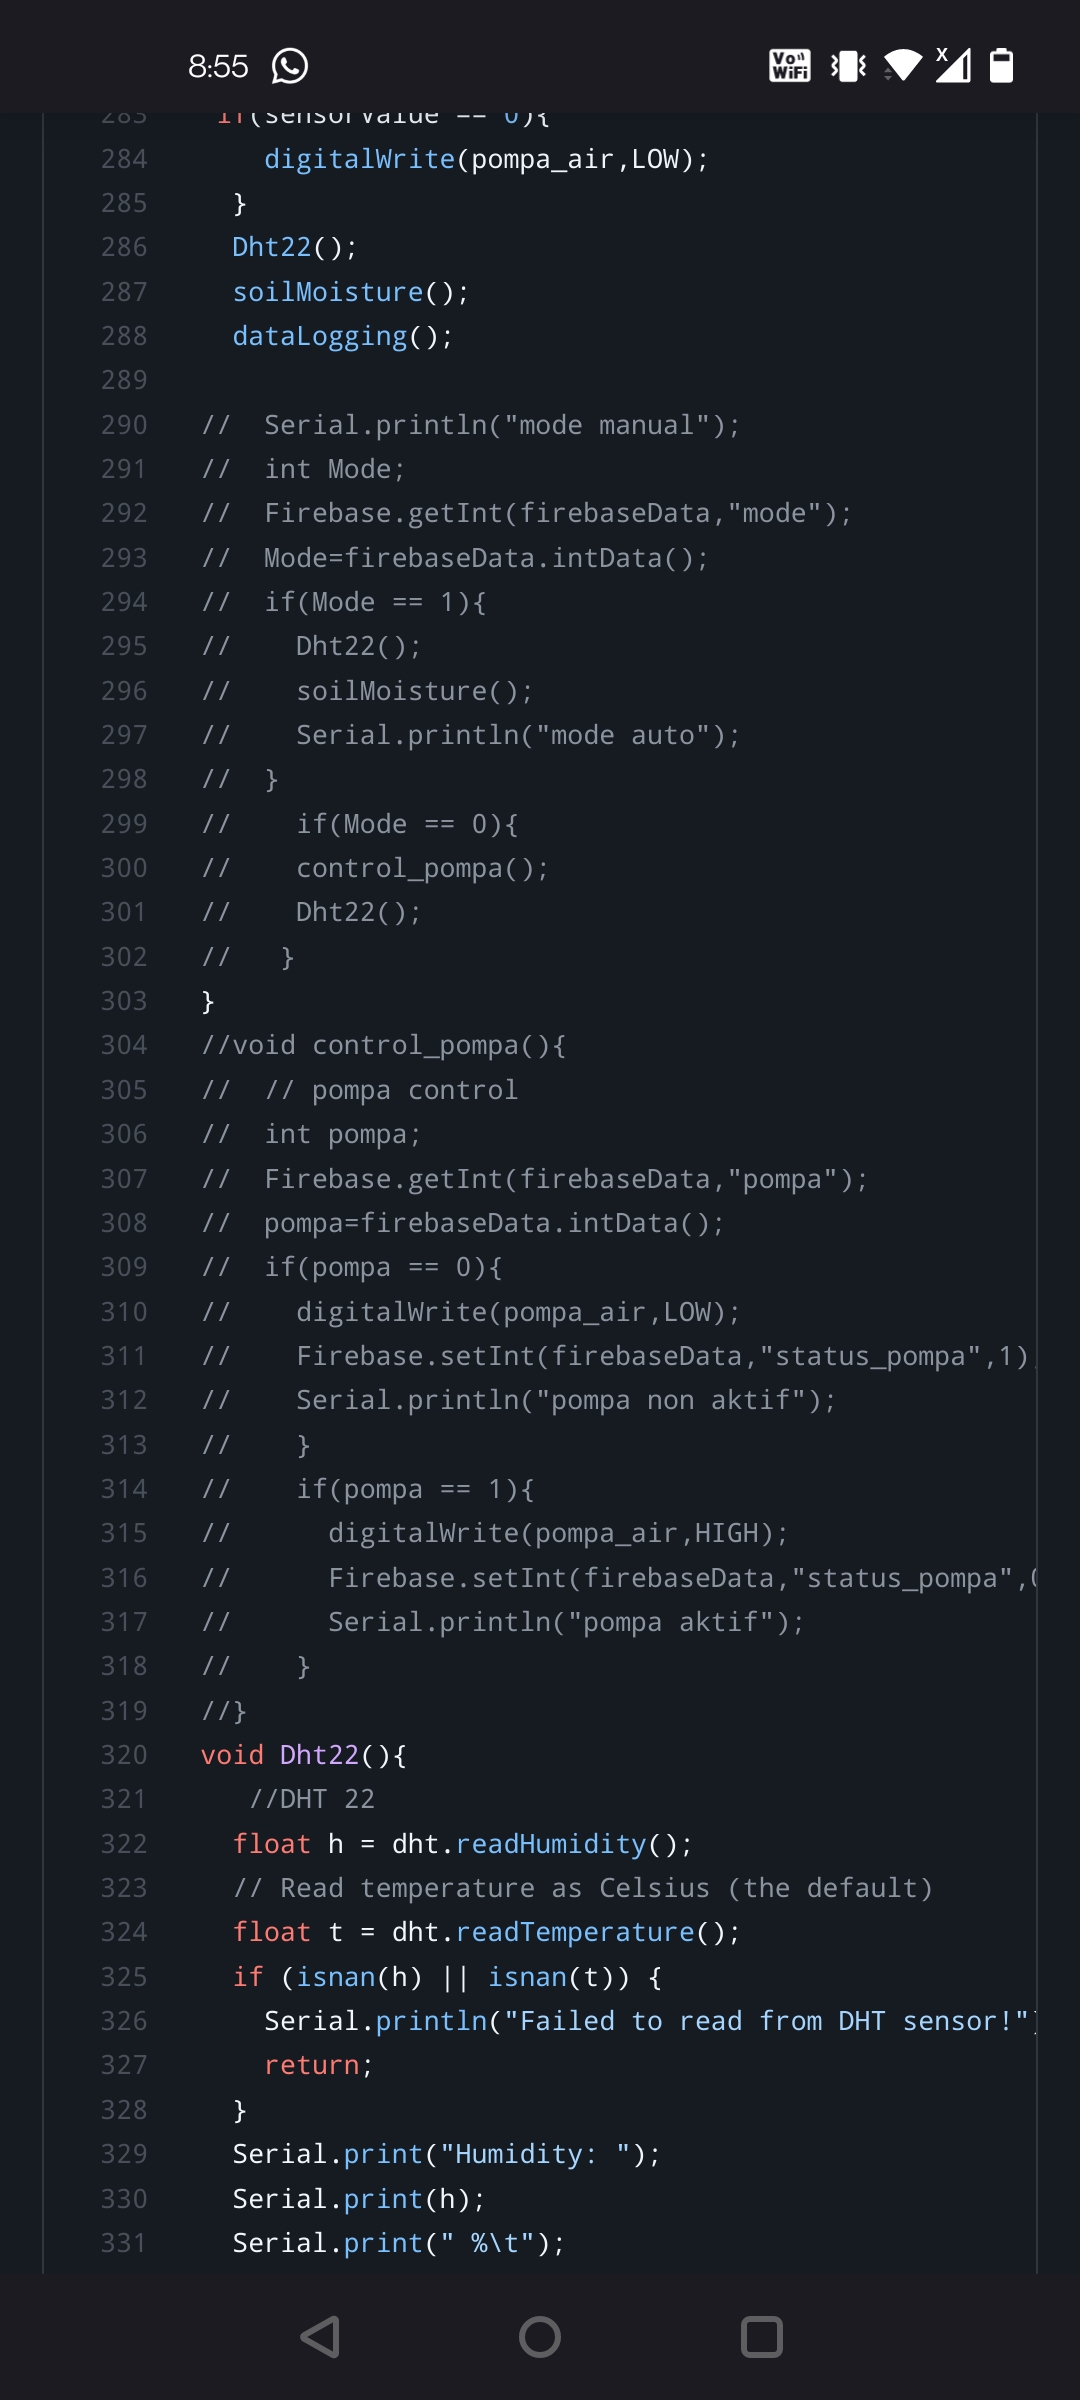 8:55
Vo)) WiFi
283 if(sensorValue == 0){
284 digitalWrite(pompa_air,LOW);
285 }
286 Dht22();
287 soilMoisture();
288 dataLogging();
289
290 //  Serial.println("mode manual");
291 //  int Mode;
292 //  Firebase.getInt(firebaseData,"mode");
293 //  Mode=firebaseData.intData();
294 //  if(Mode == 1){
295 //    Dht22();
296 //    soilMoisture();
297 //    Serial.println("mode auto");
298 //  }
299 //    if(Mode == 0){
300 //    control_pompa();
301 //    Dht22();
302 //   }
303 }
304 //void control_pompa(){
305 //  // pompa control
306 //  int pompa;
307 //  Firebase.getInt(firebaseData,"pompa");
308 //  pompa=firebaseData.intData();
309 //  if(pompa == 0){
310 //    digitalWrite(pompa_air,LOW);
311 //    Firebase.setInt(firebaseData,"status_pompa",1)
312 //    Serial.println("pompa non aktif");
313 //    }
314 //    if(pompa == 1){
315 //      digitalWrite(pompa_air,HIGH);
316 //      Firebase.setInt(firebaseData,"status_pompa",0
317 //      Serial.println("pompa aktif");
318 //    }
319 //}
320 void Dht22(){
321 //DHT 22
322 float h = dht.readHumidity();
323 // Read temperature as Celsius (the default)
324 float t = dht.readTemperature();
325 if (isnan(h) || isnan(t)) {
326 Serial.println("Failed to read from DHT sensor!")
327 return;
328 }
329 Serial.print("Humidity: ");
330 Serial.print(h);
331 Serial.print(" %\t");